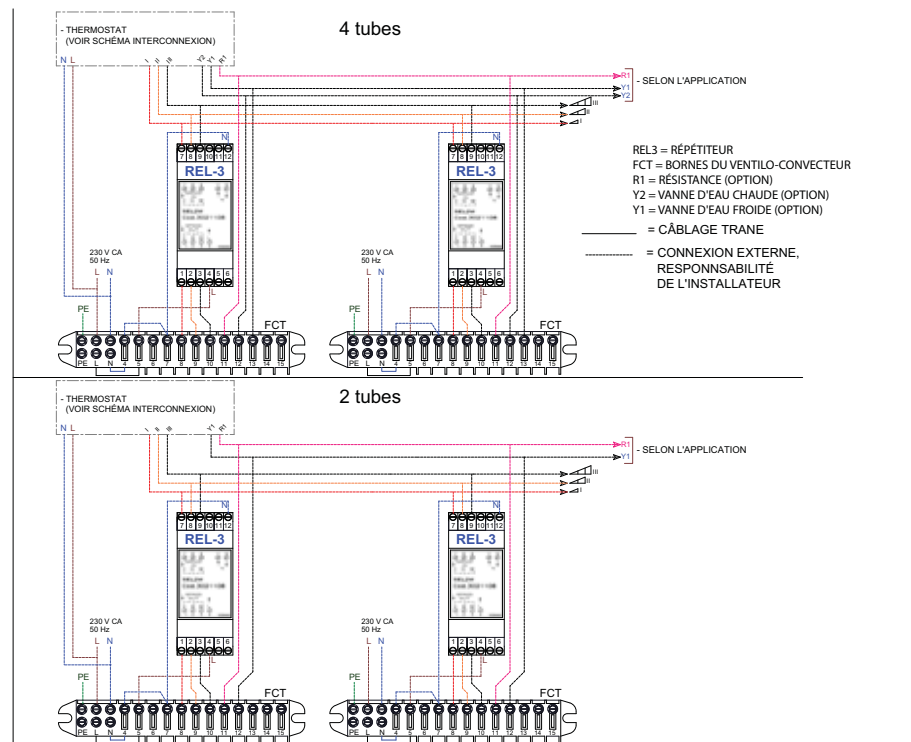 4 tubes
- THERMOSTAT
(VOIR SCHÉMA INTERCONNEXION)
N L I II III Y2 Y1 R1
R1
Y1
Y2
- SELON L'APPLICATION
III
II
I
N N
7 8 9 10 11 12
7 8 9 10 11 12
REL-3 REL-3
REL3 = RÉPÉTITEUR
FCT = BORNES DU VENTILO-CONVECTEUR
R1 = RÉSISTANCE (OPTION)
Y2 = VANNE D'EAU CHAUDE (OPTION)
Y1 = VANNE D'EAU FROIDE (OPTION)
= CÂBLAGE TRANE
= CONNEXION EXTERNE,
RESPONNSABILITÉ
DE L'INSTALLATEUR
230 V CA
50 Hz
L N
1 2 3 4 5 6
L
230 V CA
50 Hz
L N
1 2 3 4 5 6
L
PE FCT
PE FCT
PE L N 4 5 6 7 8 9 10 11 12 13 14 15
PE L N 4 5 6 7 8 9 10 11 12 13 14 15
2 tubes
- THERMOSTAT
(VOIR SCHÉMA INTERCONNEXION)
N L I II III Y1 R1
R1
Y1
- SELON L'APPLICATION
III
II
I
N N
7 8 9 10 11 12
7 8 9 10 11 12
REL-3 REL-3
230 V CA
50 Hz
L N
1 2 3 4 5 6
L
230 V CA
50 Hz
L N
1 2 3 4 5 6
L
PE FCT
PE FCT
PE L N 4 5 6 7 8 9 10 11 12 13 14 15
PE L N 4 5 6 7 8 9 10 11 12 13 14 15